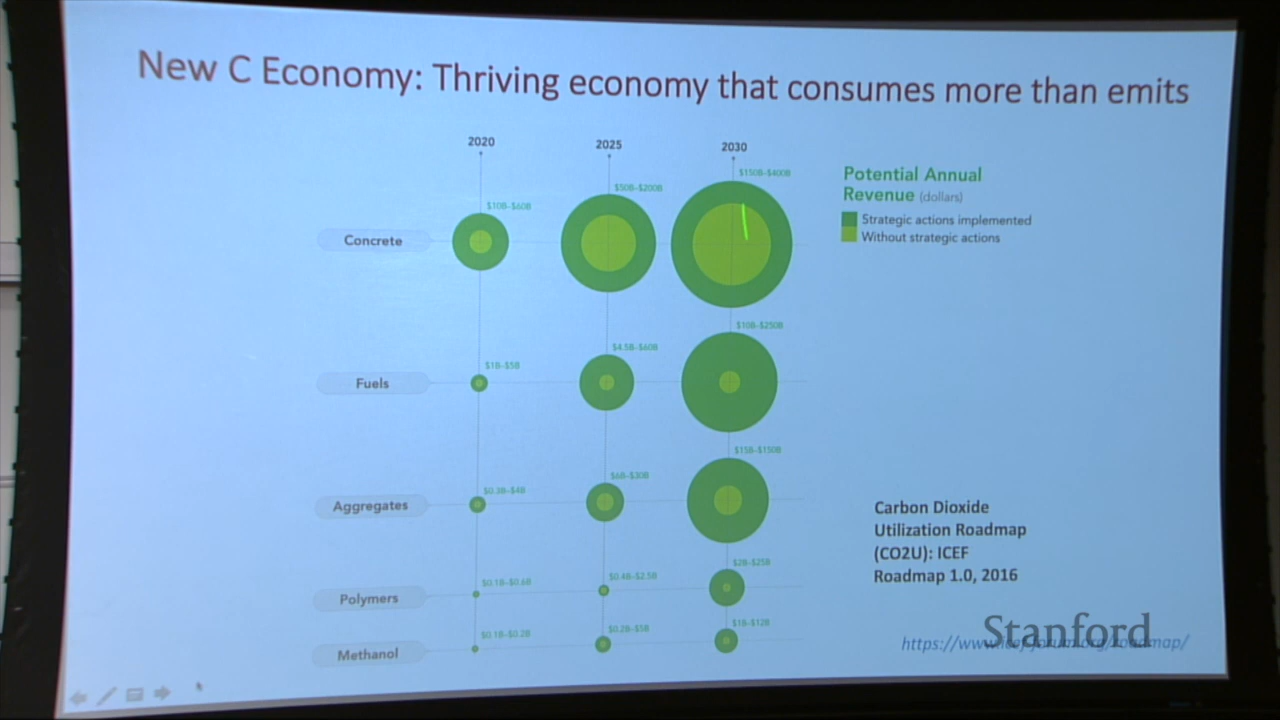 New C Economy: Thriving economy that consumes more than emits
2020
2025
2030
Potential Annual
Revenue (dollars)
Strategic actions implemented
Without strategic actions
Concrete
$10B-$60B
$50B-$200B
$150B-$400B
Fuels
$1B-$5B
$4.5B-$60B
$10B-$250B
Aggregates
$0.3B-$4B
$6B-$30B
$15B-$150B
Polymers
$0.1B-$0.6B
$0.4B-$2.5B
$2B-$25B
Methanol
$0.1B-$0.2B
$0.2B-$5B
$1B-$12B
Carbon Dioxide
Utilization Roadmap
(CO2U): ICEF
Roadmap 1.0, 2016
Stanford